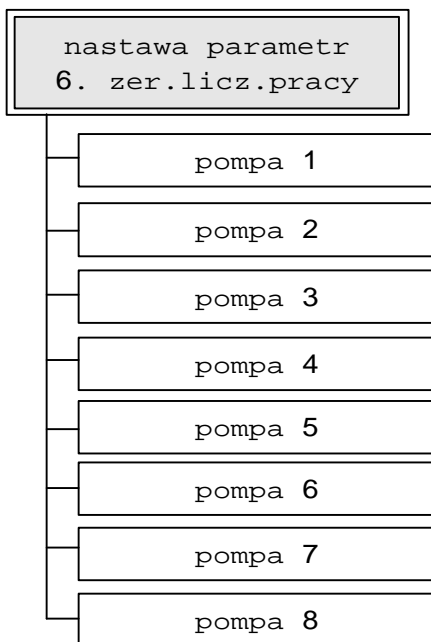 nastawa parametr
6. zer.licz.pracy
pompa 1
pompa 2
pompa 3
pompa 4
pompa 5
pompa 6
pompa 7
pompa 8